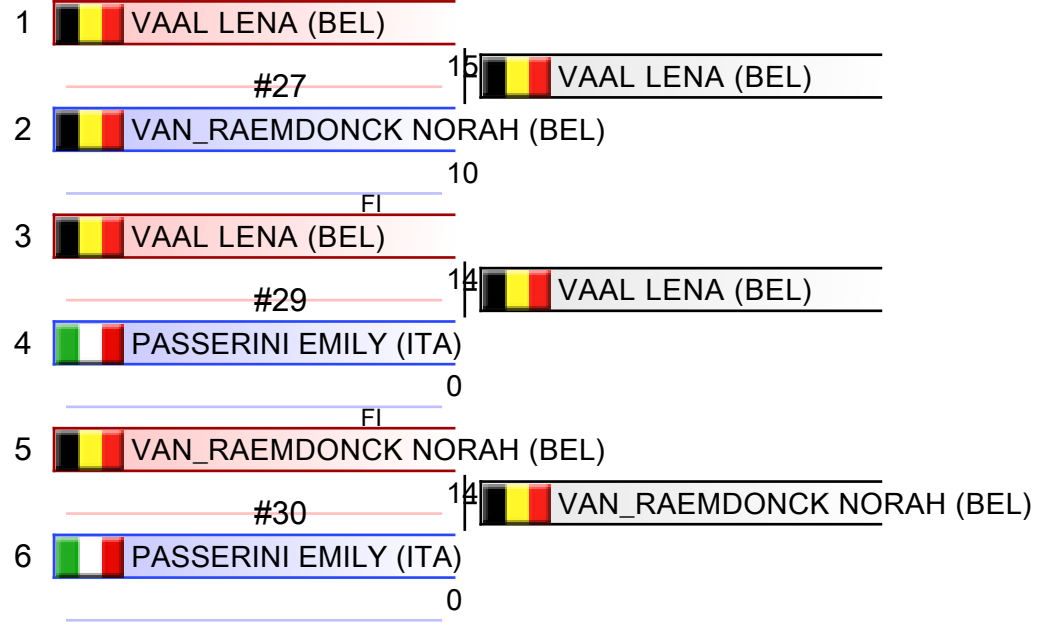 1 VAAL LENA (BEL)
15 VAAL LENA (BEL)
#27
2 VAN_RAEMDONCK NORAH (BEL)
10
FI
3 VAAL LENA (BEL)
14 VAAL LENA (BEL)
#29
4 PASSERINI EMILY (ITA)
0
FI
5 VAN_RAEMDONCK NORAH (BEL)
14 VAN_RAEMDONCK NORAH (BEL)
#30
6 PASSERINI EMILY (ITA)
0